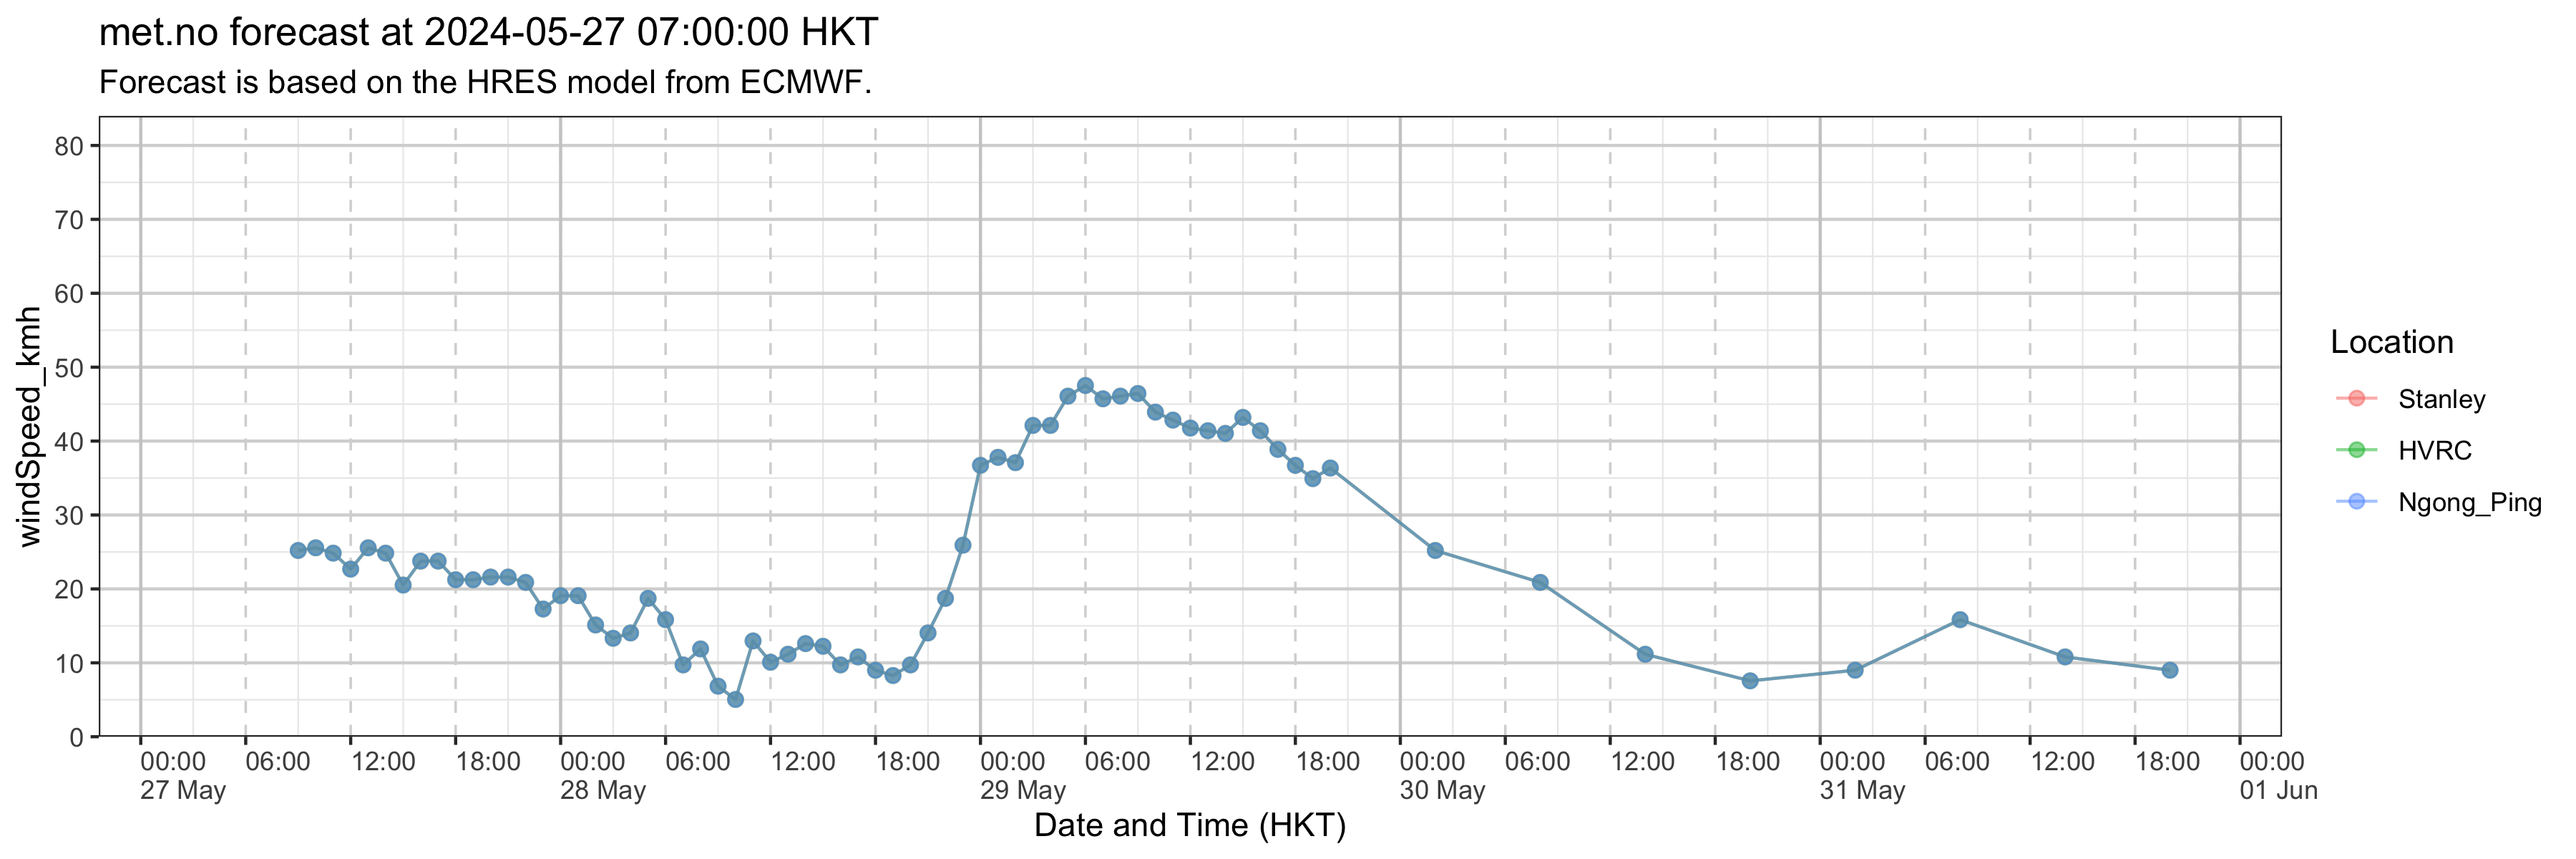 met.no forecast at 2024-05-27 07:00:00 HKT
Forecast is based on the HRES model from ECMWF.
windSpeed_kmh
80
70
60
50
40
30
20
10
0
00:00 06:00 12:00 18:00 00:00 06:00 12:00 18:00 00:00 06:00 12:00 18:00 00:00 06:00 12:00 18:00 00:00 06:00 12:00 18:00 00:00
27 May 28 May 29 May 30 May 31 May 01 Jun
Date and Time (HKT)
Location
Stanley
HVRC
Ngong_Ping